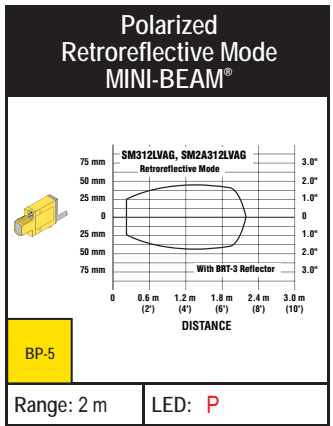 Polarized
Retroreflective Mode
MINI-BEAM®
SM312LVAG, SM2A312LVAG
Retroreflective Mode
75 mm 3.0"
50 mm 2.0"
25 mm 1.0"
0 0
25 mm 1.0"
50 mm 2.0"
75 mm 3.0"
With BRT-3 Reflector
0 0.6 m 1.2 m 1.8 m 2.4 m 3.0 m
(2') (4') (6') (8') (10')
DISTANCE
BP-5
Range: 2 m LED: P